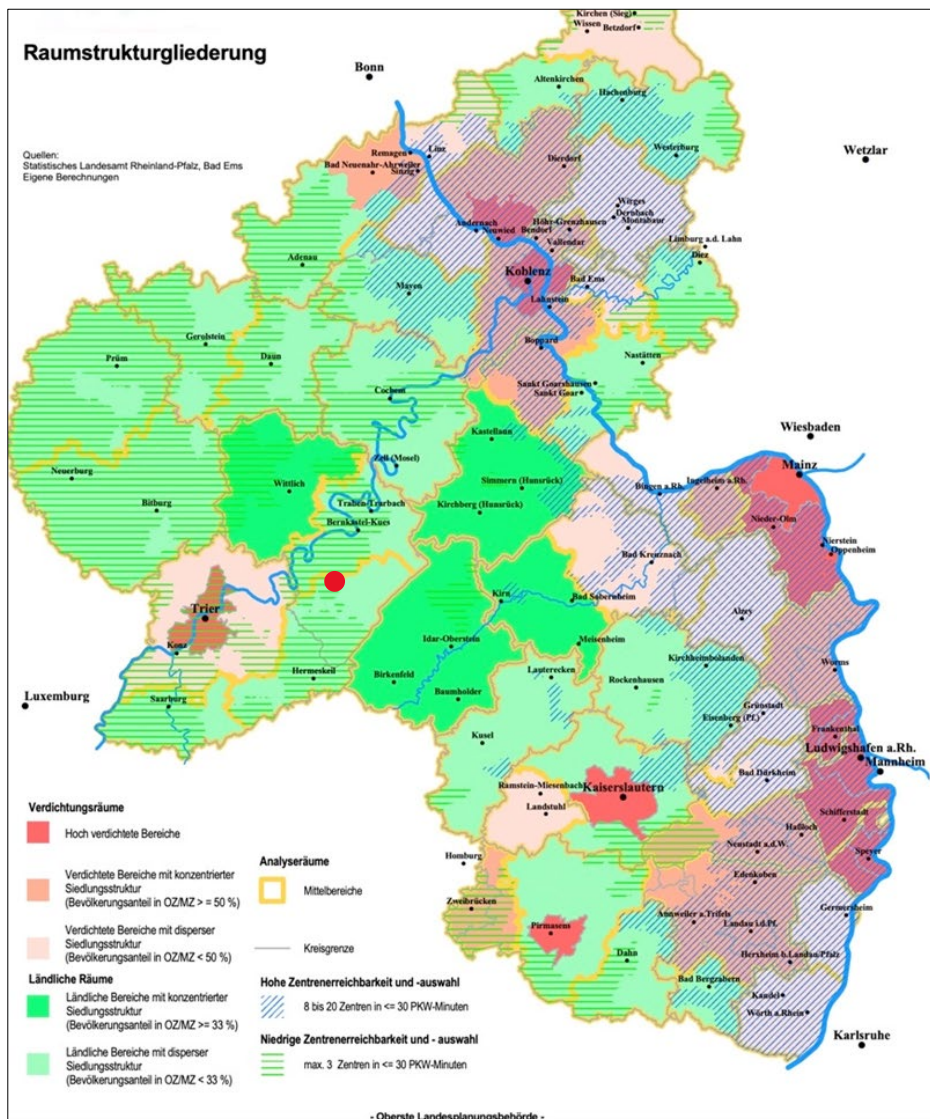 Raumstrukturgliederung
Quellen:
Statistisches Landesamt Rheinland-Pfalz, Bad Ems
Eigene Berechnungen
Kirchen (Sieg)
Wissen
Betzdorf
Bonn
Altenkirchen
Hachenburg
Remagen
Linz
Bad Neuenahr-Ahrweiler
Sinzig
Dierdorf
Westerburg
Wetzlar
Wirges
Dernbach
Montabaur
Andernach
Neuwied
Höhr-Grenzhausen
Bendorf
Vallendar
Limburg a.d. Lahn
Diez
Adenau
Koblenz
Bad Ems
Mayen
Lahnstein
Gerolstein
Daun
Prüm
Boppard
Nastätten
Cochem
Sankt Goarshausen
Sankt Goar
Kastellaun
Wiesbaden
Zell (Mosel)
Mainz
Neuerburg
Wittlich
Simmern (Hunsrück)
Bingen a.Rh.
Ingelheim a.Rh.
Bitburg
Traben-Trarbach
Kirchberg (Hunsrück)
Bernkastel-Kues
Nieder-Olm
Nierstein
Oppenheim
Bad Kreuznach
Trier
Kirn
Bad Sobernheim
Alzey
Konz
Idar-Oberstein
Meisenheim
Hermeskeil
Birkenfeld
Lauterecken
Kirchheimbolanden
Worms
Luxemburg
Saarburg
Baumholder
Rockenhausen
Grünstadt
Eisenberg (Pf.)
Kusel
Frankenthal
Ludwigshafen a.Rh.
Mannheim
Bad Dürkheim
Ramstein-Miesenbach
Kaiserslautern
Landstuhl
Schifferstadt
Haßloch
Neustadt a.d.W.
Speyer
Homburg
Edenkoben
Zweibrücken
Annweiler a.Trifels
Landau i.d.Pf.
Germersheim
Pirmasens
Dahn
Herxheim b.Landau/Pfalz
Bad Bergzabern
Kandel
Wörth a.Rhein
Karlsruhe
Verdichtungsräume
Hoch verdichtete Bereiche
Verdichtete Bereiche mit konzentrierter
Siedlungsstruktur
(Bevölkerungsanteil in OZ/MZ > = 50 %)
Verdichtete Bereiche mit disperser
Siedlungsstruktur
(Bevölkerungsanteil in OZ/MZ < 50 %)
Ländliche Räume
Ländliche Bereiche mit konzentrierter
Siedlungsstruktur
(Bevölkerungsanteil in OZ/MZ >= 33 %)
Ländliche Bereiche mit disperser
Siedlungsstruktur
(Bevölkerungsanteil in OZ/MZ < 33 %)
Analyseräume
Mittelbereiche
Kreisgrenze
Hohe Zentrenerreichbarkeit und -auswahl
8 bis 20 Zentren in <= 30 PKW-Minuten
Niedrige Zentrenerreichbarkeit und - auswahl
max. 3 Zentren in <= 30 PKW-Minuten
- Oberste Landesplanungsbehörde -